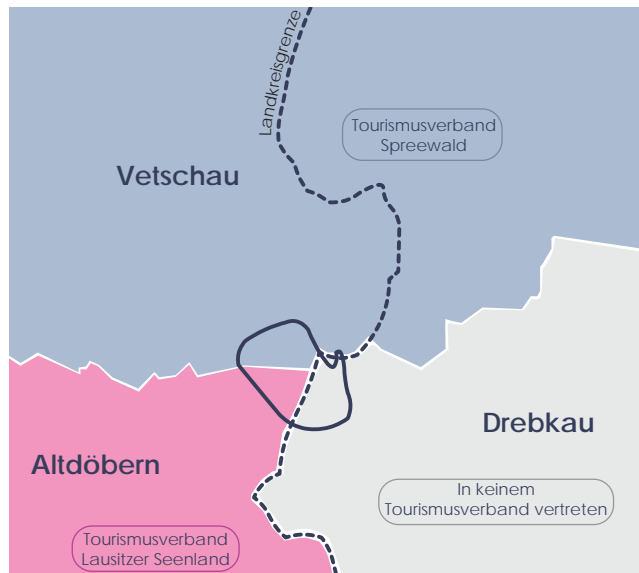 Landkreisgrenze
Tourismusverband
Spreewald
Vetschau
Drebkau
Altdöbern
In keinem
Tourismusverband vertreten
Tourismusverband
Lausitzer Seenland